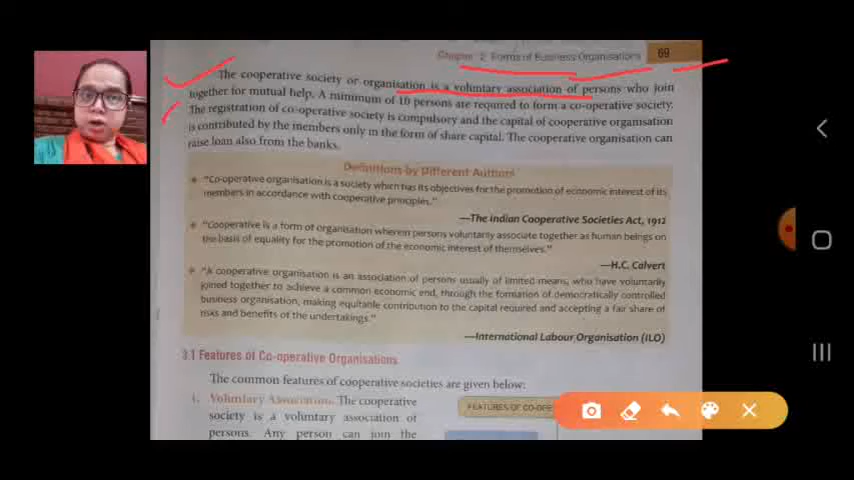 Chapter 2: Forms of Business Organisations 69
The cooperative society or organisation is a voluntary association of persons who join
together for mutual help. A minimum of 10 persons are required to form a co-operative society.
The registration of co-operative society is compulsory and the capital of cooperative organisation
is contributed by the members only in the form of share capital. The cooperative organisation can
raise loan also from the banks.
Definitions by Different Authors
"Co-operative organisation is a society which has its objectives for the promotion of economic interest of its
members in accordance with cooperative principles."
—The Indian Cooperative Societies Act, 1912
"Cooperative is a form of organisation wherein persons voluntarily associate together as human beings on
the basis of equality for the promotion of the economic interest of themselves."
—H.C. Calvert
"A cooperative organisation is an association of persons usually of limited means, who have voluntarily
joined together to achieve a common economic end, through the formation of democratically controlled
business organisation, making equitable contribution to the capital required and accepting a fair share of
risks and benefits of the undertakings."
—International Labour Organisation (ILO)
3.1 Features of Co-operative Organisations
The common features of cooperative societies are given below:
1. Voluntary Association. The cooperative
society is a voluntary association of
persons. Any person can join the
FEATURES OF CO-OPE